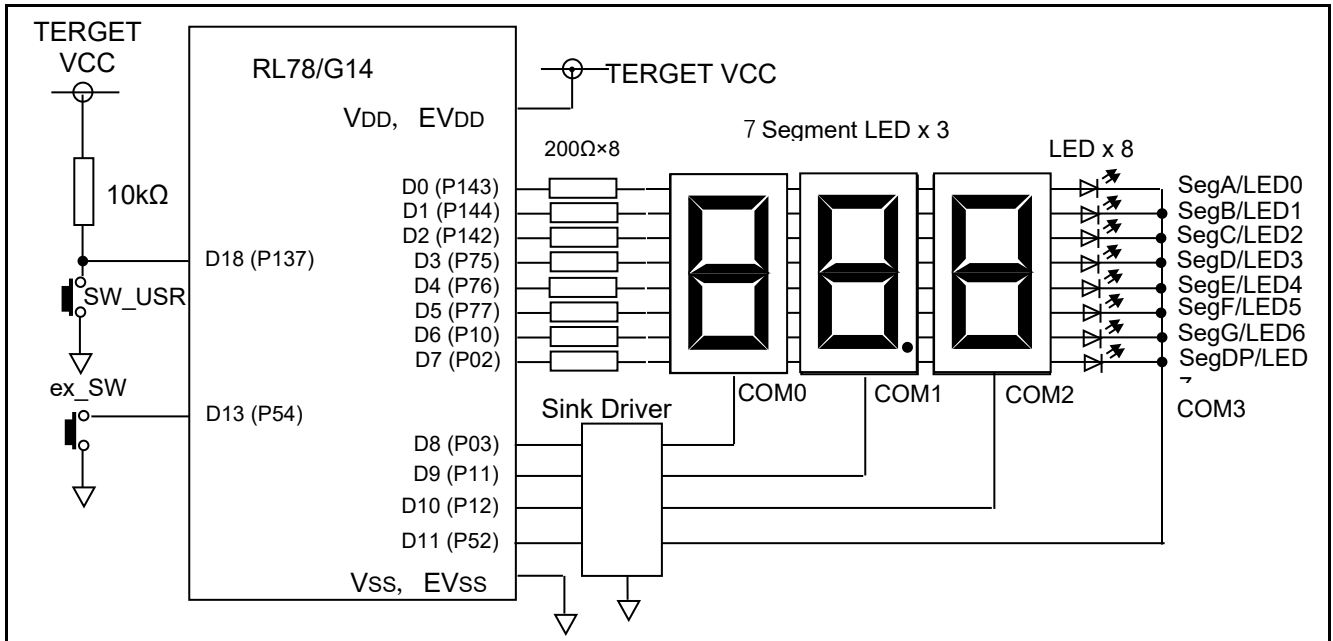 TERGET
VCC
RL78/G14
TERGET VCC
VDD, EVDD
7 Segment LED x 3
200Ω×8
LED x 8
10kΩ
D0 (P143)
D1 (P144)
D2 (P142)
D3 (P75)
D4 (P76)
D5 (P77)
D6 (P10)
D7 (P02)
SegA/LED0
SegB/LED1
SegC/LED2
SegD/LED3
SegE/LED4
SegF/LED5
SegG/LED6
SegDP/LED
7
D18 (P137)
SW_USR
ex_SW
D13 (P54)
COM0
COM1
COM2
COM3
Sink Driver
D8 (P03)
D9 (P11)
D10 (P12)
D11 (P52)
Vss, EVss